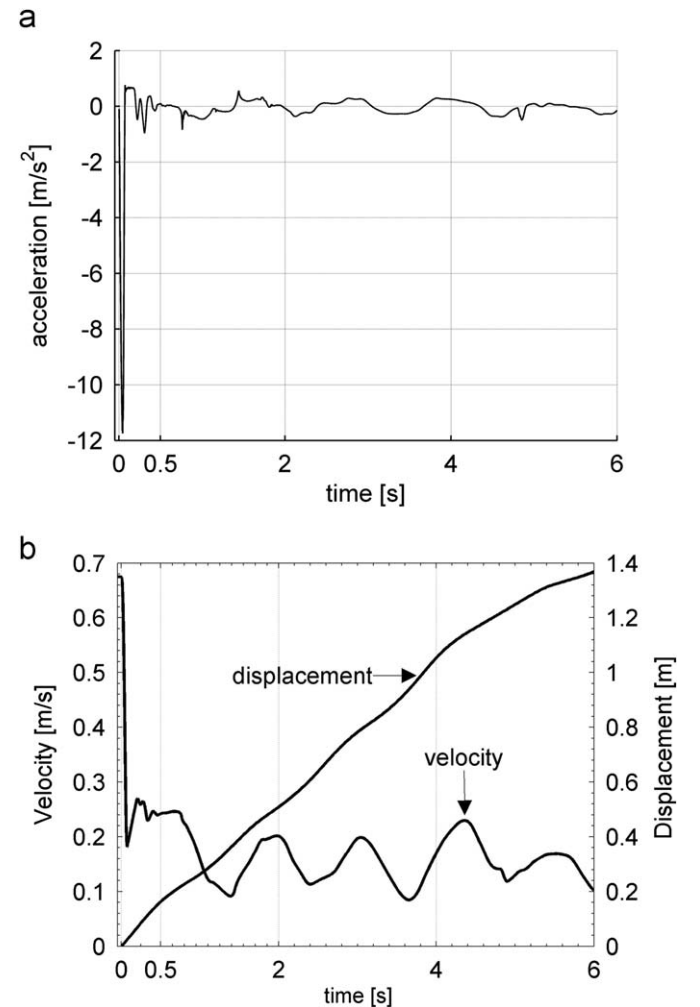 a
acceleration [m/s²]
2
0
-2
-4
-6
-8
-10
-12
0 0.5 2 4 6
time [s]
b
Velocity [m/s]
0.7
0.6
0.5
0.4
0.3
0.2
0.1
0
displacement
velocity
1.4
1.2
1
0.8
0.6
0.4
0.2
0
Displacement [m]
0 0.5 2 4 6
time [s]